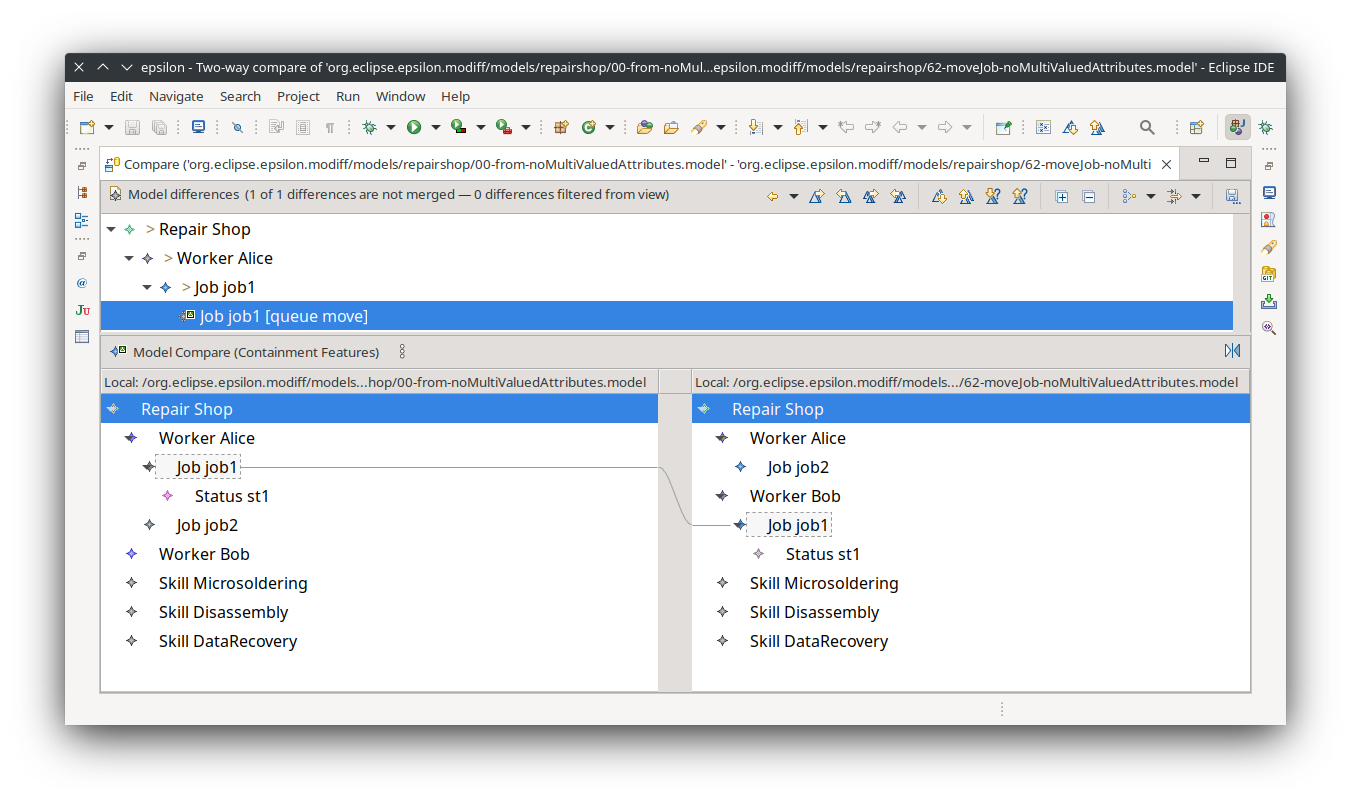 epsilon - Two-way compare of 'org.eclipse.epsilon.modiff/models/repairshop/00-from-noMul...epsilon.modiff/models/repairshop/62-moveJob-noMultiValuedAttributes.model' - Eclipse IDE
File Edit Navigate Search Project Run Window Help
Compare ('org.eclipse.epsilon.modiff/models/repairshop/00-from-noMultiValuedAttributes.model' - 'org.eclipse.epsilon.modiff/models/repairshop/62-moveJob-noMulti
Model differences (1 of 1 differences are not merged — 0 differences filtered from view)
> Repair Shop
> Worker Alice
> Job job1
Job job1 [queue move]
Model Compare (Containment Features)
Local: /org.eclipse.epsilon.modiff/models...hop/00-from-noMultiValuedAttributes.model
Repair Shop
Worker Alice
Job job1
Status st1
Job job2
Worker Bob
Skill Microsoldering
Skill Disassembly
Skill DataRecovery
Local: /org.eclipse.epsilon.modiff/models.../62-moveJob-noMultiValuedAttributes.model
Repair Shop
Worker Alice
Job job2
Worker Bob
Job job1
Status st1
Skill Microsoldering
Skill Disassembly
Skill DataRecovery
@
Ju
GIT